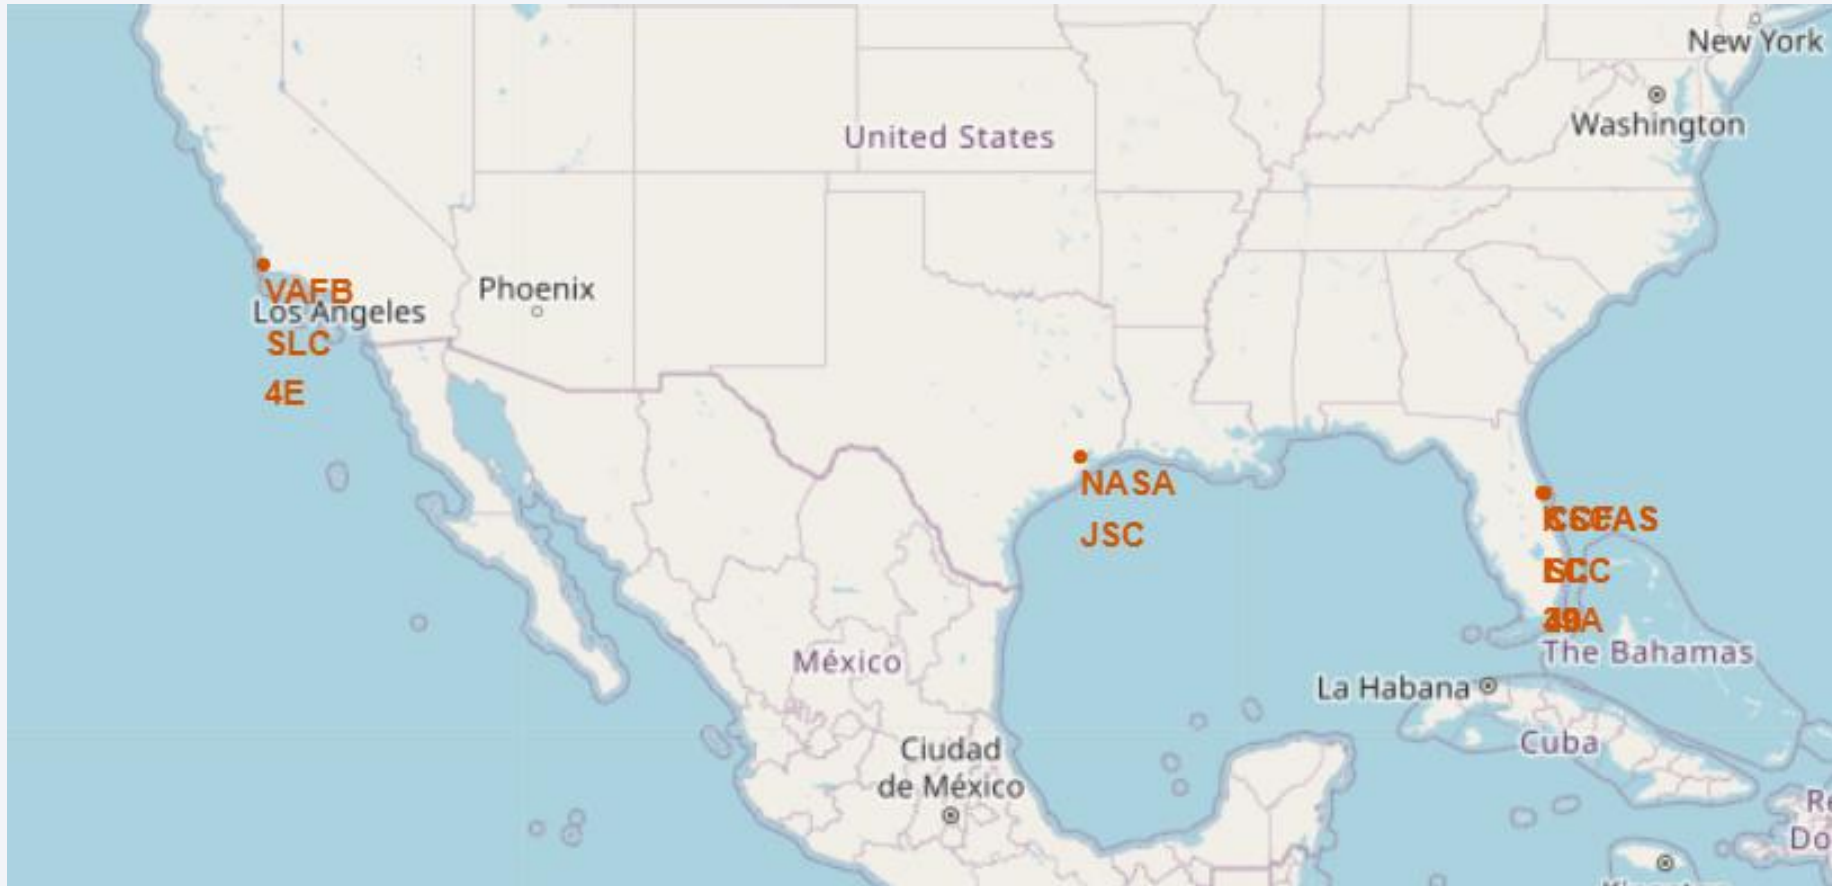 New York
Washington
United States
VAFB
Los Angeles
SLC
4E
Phoenix
NASA
JSC
The Bahamas
La Habana
Cuba
México
Ciudad
de México